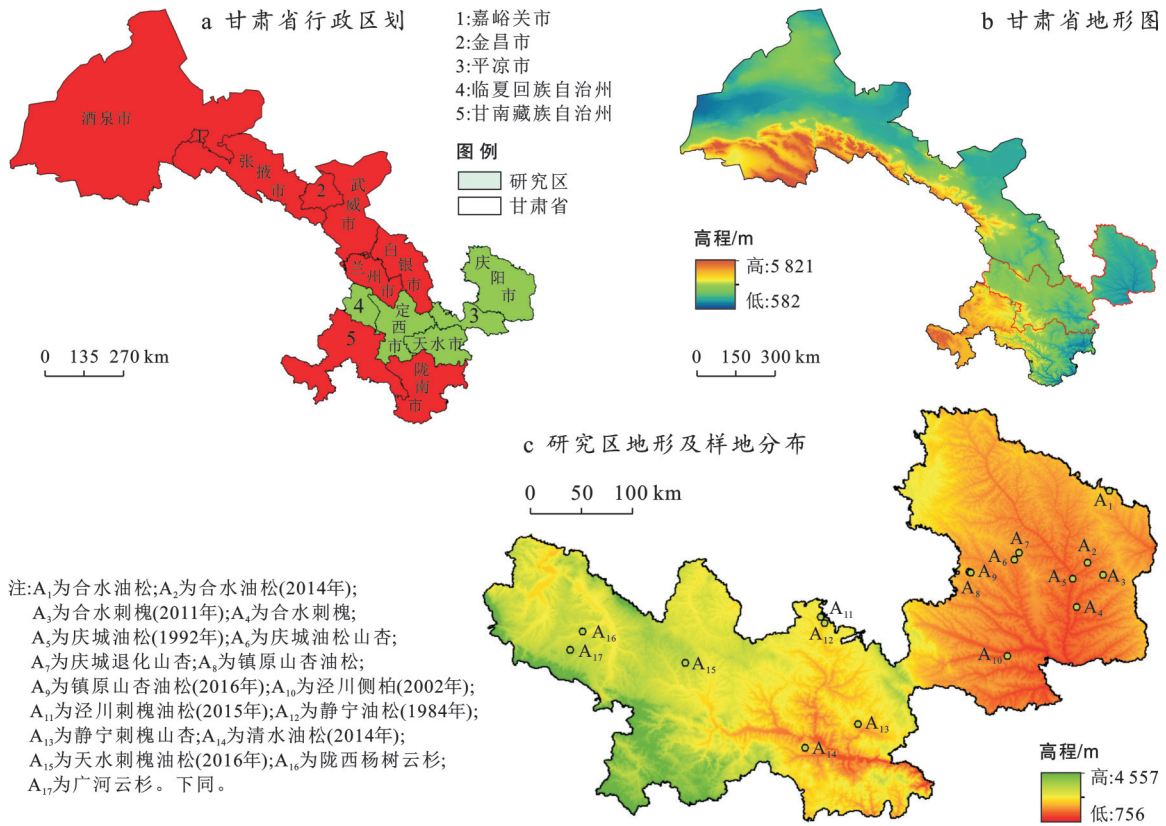 a 甘肃省行政区划
1:嘉峪关市
2:金昌市
3:平凉市
4:临夏回族自治州
5:甘南藏族自治州
图例
研究区
甘肃省
酒泉市
1
张掖市
2
武威市
白银市
兰州市
4
定西市
3
庆阳市
天水市
5
陇南市
0 135 270 km
b 甘肃省地形图
高程/m
高:5 821
低:582
0 150 300 km
c 研究区地形及样地分布
0 50 100 km
A₁
A₂
A₃
A₄
A₅
A₆
A₇
A₈
A₉
A₁₀
A₁₁
A₁₂
A₁₃
A₁₄
A₁₅
A₁₆
A₁₇
高程/m
高:4 557
低:756
注:A₁为合水油松;A₂为合水油松(2014年);
A₃为合水刺槐(2011年);A₄为合水刺槐;
A₅为庆城油松(1992年);A₆为庆城油松山杏;
A₇为庆城退化山杏;A₈为镇原山杏油松;
A₉为镇原山杏油松(2016年);A₁₀为泾川侧柏(2002年);
A₁₁为泾川刺槐油松(2015年);A₁₂为静宁油松(1984年);
A₁₃为静宁刺槐山杏;A₁₄为清水油松(2014年);
A₁₅为天水刺槐油松(2016年);A₁₆为陇西杨树云杉;
A₁₇为广河云杉。下同。